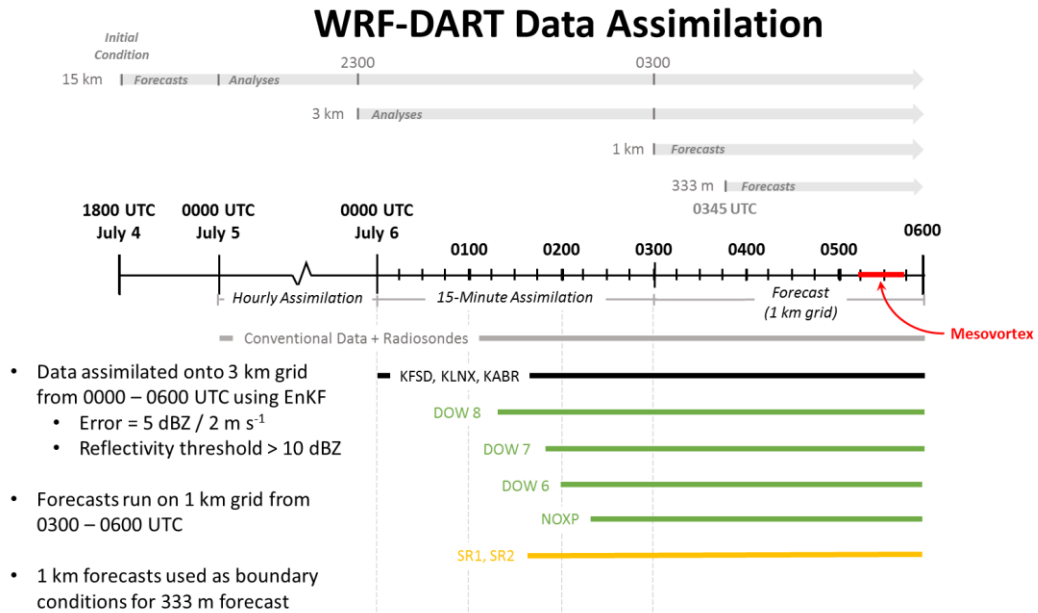 WRF-DART Data Assimilation
Initial
Condition
2300
0300
15 km
Forecasts
Analyses
3 km
Analyses
1 km
Forecasts
333 m
Forecasts
0345 UTC
1800 UTC
July 4
0000 UTC
July 5
0000 UTC
July 6
0100
0200
0300
0400
0500
0600
Hourly Assimilation
15-Minute Assimilation
Forecast
(1 km grid)
Mesovortex
Conventional Data + Radiosondes
KFSD, KLNX, KABR
DOW 8
DOW 7
DOW 6
NOXP
SR1, SR2
• Data assimilated onto 3 km grid
from 0000 – 0600 UTC using EnKF
• Error = 5 dBZ / 2 m s⁻¹
• Reflectivity threshold > 10 dBZ
• Forecasts run on 1 km grid from
0300 – 0600 UTC
• 1 km forecasts used as boundary
conditions for 333 m forecast